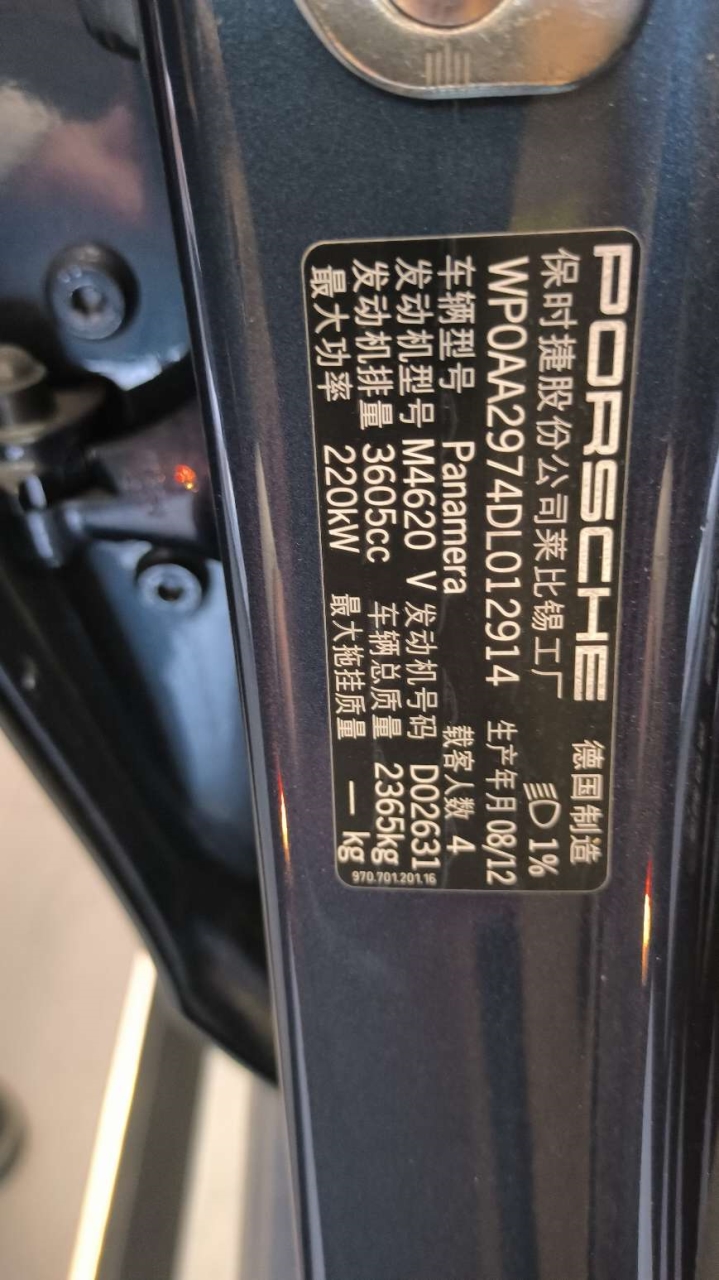 PORSCHE 德国制造
保时捷股份公司莱比锡工厂 1%
WP0AA2974DL012914 生产年月 08/12
车辆型号 Panamera 载客人数 4
发动机型号 M4620 V 发动机号码 D02631
发动机排量 3605cc 车辆总质量 2365kg
最大功率 220kW 最大拖挂质量 — kg
970.701.201.16